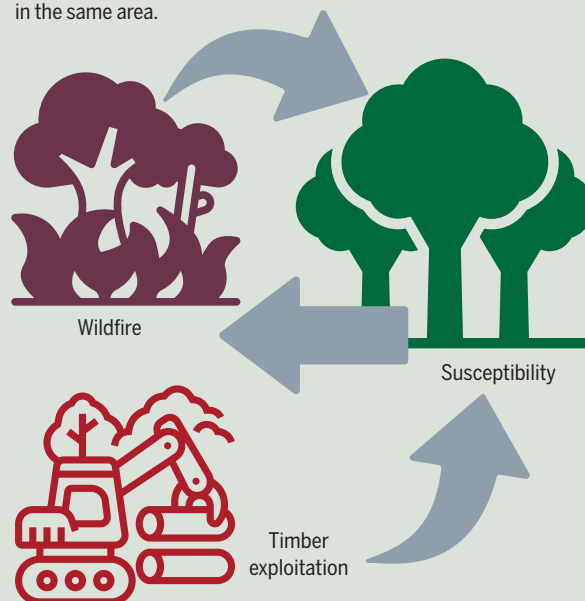 in the same area.
Wildfire
Susceptibility
Timber
exploitation